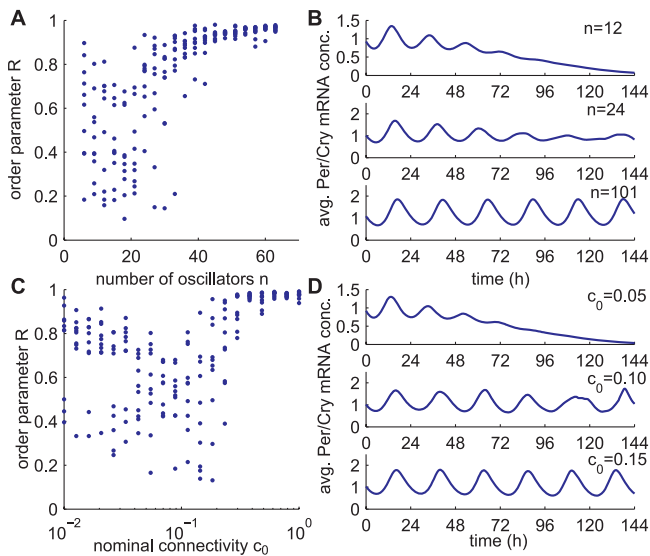 A
order parameter R
1
0.8
0.6
0.4
0.2
0
0 20 40 60
number of oscillators n
B
avg. Per/Cry mRNA conc.
n=12
1.5
1
0.5
0
0 24 48 72 96 120 144
n=24
2
1
0
0 24 48 72 96 120 144
n=101
2
1
0
0 24 48 72 96 120 144
time (h)
C
order parameter R
1
0.8
0.6
0.4
0.2
0
10⁻² 10⁻¹ 10⁰
nominal connectivity c₀
D
avg. Per/Cry mRNA conc.
c₀=0.05
1.5
1
0.5
0
0 24 48 72 96 120 144
c₀=0.10
2
1
0
0 24 48 72 96 120 144
c₀=0.15
2
1
0
0 24 48 72 96 120 144
time (h)